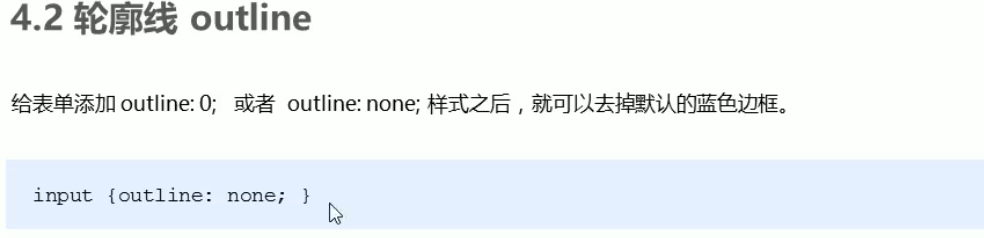 4.2 轮廓线 outline
给表单添加 outline: 0; 或者 outline: none; 样式之后，就可以去掉默认的蓝色边框。
input {outline: none; }